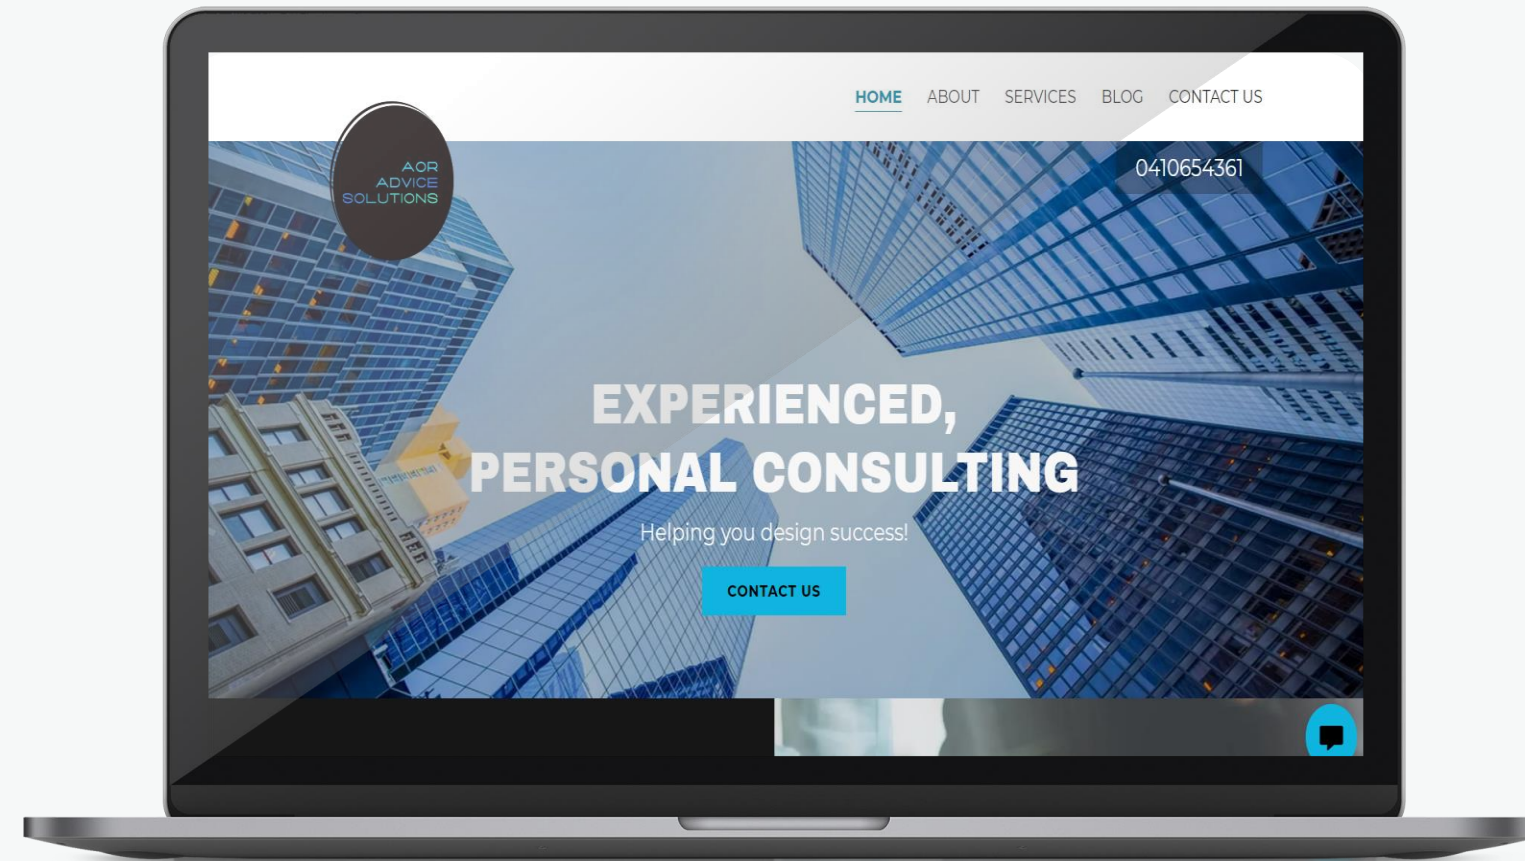 HOME ABOUT SERVICES BLOG CONTACT US
AOR
ADVICE
SOLUTIONS
0410654361
EXPERIENCED,
PERSONAL CONSULTING
Helping you design success!
CONTACT US